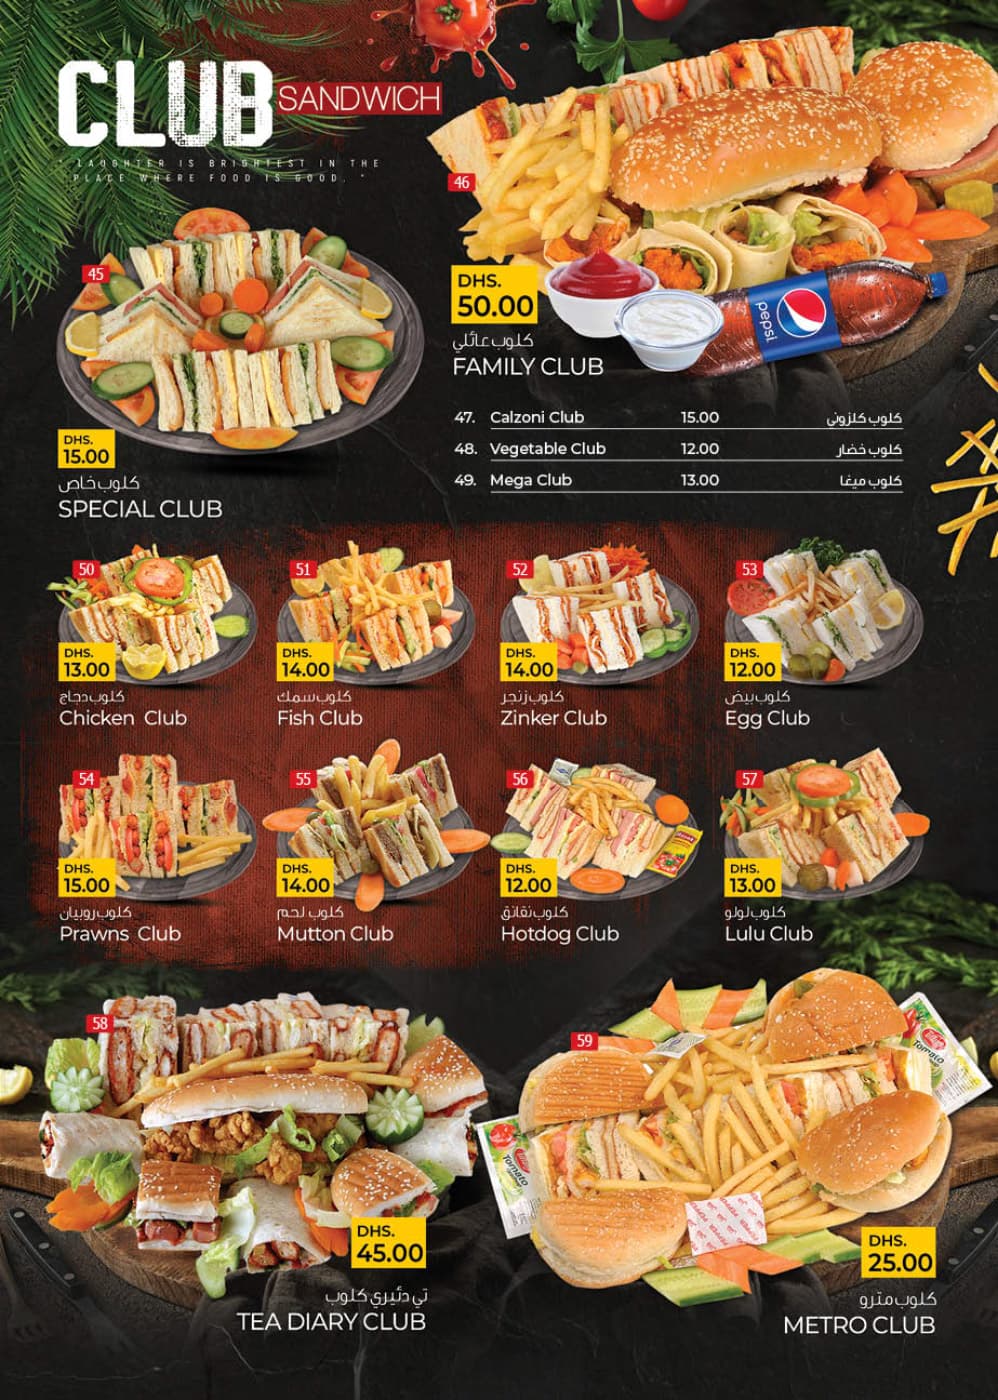 CLUB SANDWICH
" LAUGHTER IS BRIGHTEST IN THE
PLACE WHERE FOOD IS GOOD. "
45
DHS.
15.00
كلوب خاص
SPECIAL CLUB
46
pepsi
DHS.
50.00
كلوب عائلي
FAMILY CLUB
47. Calzoni Club 15.00 كلوب كلزوني
48. Vegetable Club 12.00 كلوب خضار
49. Mega Club 13.00 كلوب ميغا
50
DHS.
13.00
كلوب دجاج
Chicken Club
51
DHS.
14.00
كلوب سمك
Fish Club
52
DHS.
14.00
كلوب زنجر
Zinker Club
53
DHS.
12.00
كلوب بيض
Egg Club
54
DHS.
15.00
كلوب روبيان
Prawns Club
55
DHS.
14.00
كلوب لحم
Mutton Club
56
DHS.
12.00
كلوب نقانق
Hotdog Club
57
DHS.
13.00
كلوب لولو
Lulu Club
58
DHS.
45.00
تي دئيري كلوب
TEA DIARY CLUB
59
Tomato
Tomato
DHS.
25.00
كلوب مترو
METRO CLUB